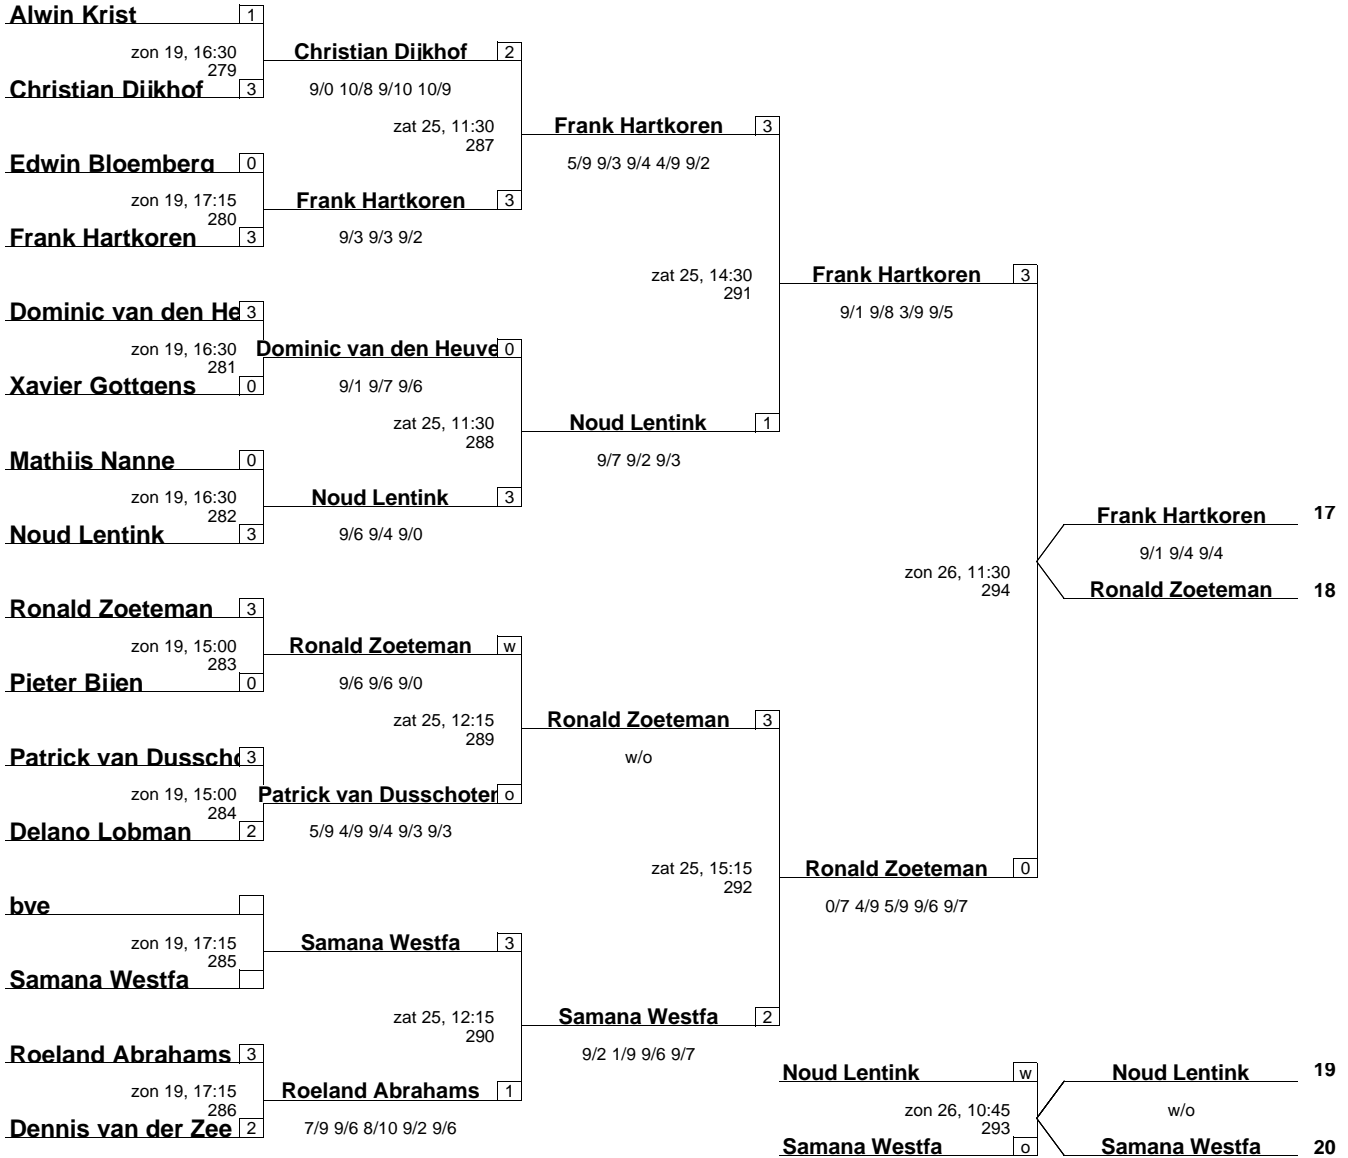 Alwin Krist 1
zon 19, 16:30
279
Christian Dijkhof 3
Christian Dijkhof 2
9/0 10/8 9/10 10/9
zat 25, 11:30
287
Edwin Bloemberg 0
zon 19, 17:15
280
Frank Hartkoren 3
Frank Hartkoren 3
9/3 9/3 9/2
Frank Hartkoren 3
5/9 9/3 9/4 4/9 9/2
zat 25, 14:30
291
Dominic van den He 3
zon 19, 16:30
281
Xavier Gottgens 0
Dominic van den Heuve 0
9/1 9/7 9/6
zat 25, 11:30
288
Mathijs Nanne 0
zon 19, 16:30
282
Noud Lentink 3
Noud Lentink 3
9/6 9/4 9/0
Noud Lentink 1
9/7 9/2 9/3
Frank Hartkoren 3
9/1 9/8 3/9 9/5
zon 26, 11:30
294
Frank Hartkoren 17
9/1 9/4 9/4
Ronald Zoeteman 18
Ronald Zoeteman 3
zon 19, 15:00
283
Pieter Bijen 0
Ronald Zoeteman w
9/6 9/6 9/0
zat 25, 12:15
289
Patrick van Dusscho 3
zon 19, 15:00
284
Delano Lobman 2
Patrick van Dusschoten o
5/9 4/9 9/4 9/3 9/3
Ronald Zoeteman 3
w/o
zat 25, 15:15
292
Ronald Zoeteman 0
0/7 4/9 5/9 9/6 9/7
bye
zon 19, 17:15
285
Samana Westfa
Samana Westfa 3
zat 25, 12:15
290
Samana Westfa 2
9/2 1/9 9/6 9/7
Roeland Abrahams 3
zon 19, 17:15
286
Dennis van der Zee 2
Roeland Abrahams 1
7/9 9/6 8/10 9/2 9/6
Noud Lentink w
zon 26, 10:45
293
Samana Westfa o
Noud Lentink 19
w/o
Samana Westfa 20